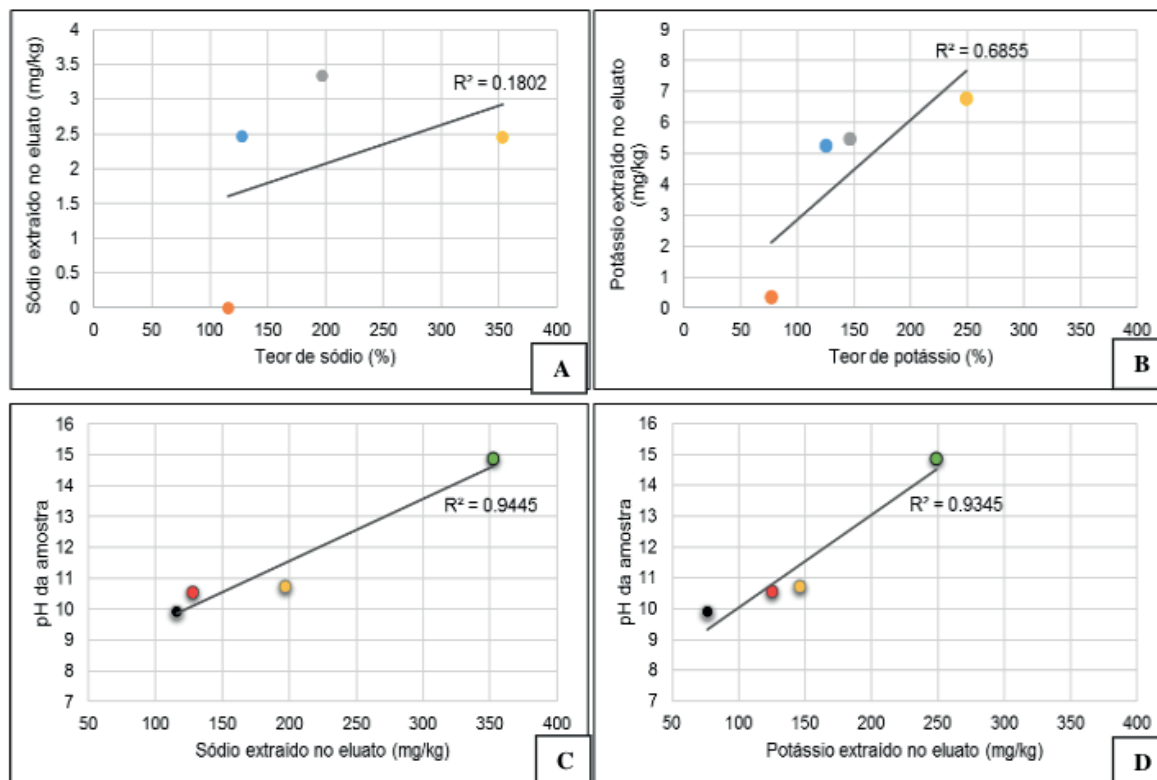 Sódio extraído no eluato (mg/kg)
4
3.5
3
2.5
2
1.5
1
0.5
0
R² = 0.1802
0 50 100 150 200 250 300 350 400
Teor de sódio (%)
A
Potássio extraído no eluato
(mg/kg)
9
8
7
6
5
4
3
2
1
0
R² = 0.6855
0 50 100 150 200 250 300 350 400
Teor de potássio (%)
B
pH da amostra
16
15
14
13
12
11
10
9
8
7
R² = 0.9445
50 100 150 200 250 300 350 400
Sódio extraído no eluato (mg/kg)
C
pH da amostra
16
15
14
13
12
11
10
9
8
7
R² = 0.9345
50 100 150 200 250 300 350 400
Potássio extraído no eluato (mg/kg)
D